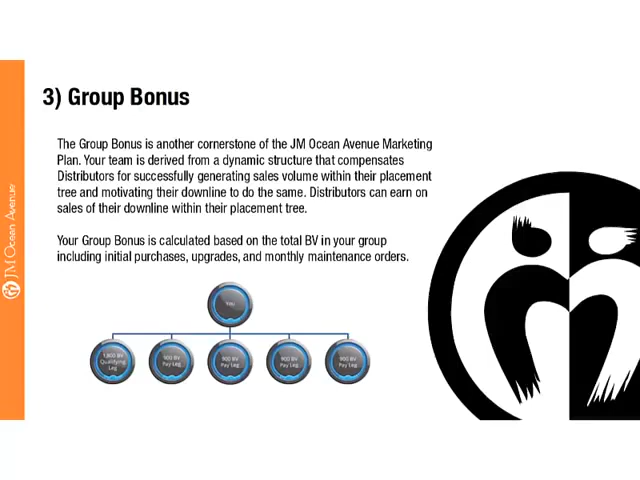 3) Group Bonus
The Group Bonus is another cornerstone of the JM Ocean Avenue Marketing
Plan. Your team is derived from a dynamic structure that compensates
Distributors for successfully generating sales volume within their placement
tree and motivating their downline to do the same. Distributors can earn on
sales of their downline within their placement tree.
Your Group Bonus is calculated based on the total BV in your group
including initial purchases, upgrades, and monthly maintenance orders.
JM Ocean Avenue
You
1,800 BV
Qualifying
Leg
900 BV
Pay Leg
900 BV
Pay Leg
900 BV
Pay Leg
900 BV
Pay Leg